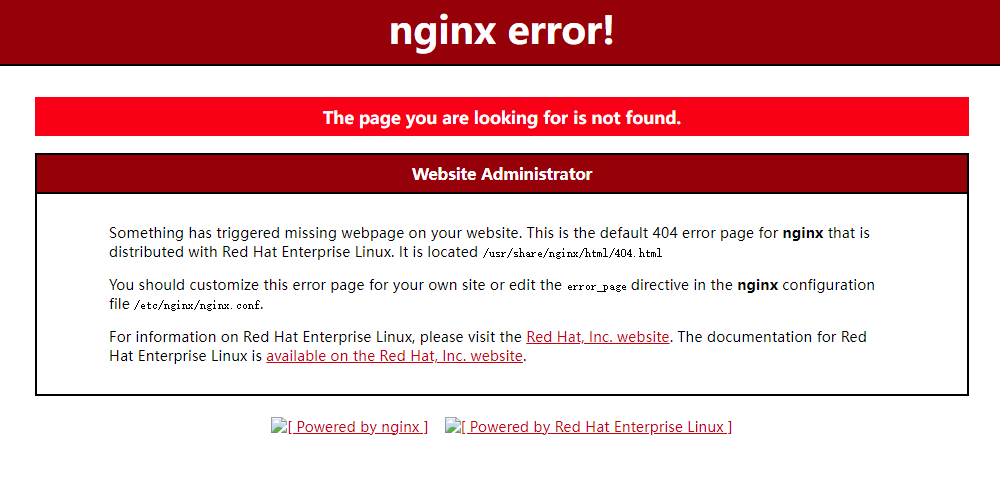 nginx error!
The page you are looking for is not found.
Website Administrator
Something has triggered missing webpage on your website. This is the default 404 error page for nginx that is
distributed with Red Hat Enterprise Linux. It is located /usr/share/nginx/html/404.html
You should customize this error page for your own site or edit the error_page directive in the nginx configuration
file /etc/nginx/nginx.conf.
For information on Red Hat Enterprise Linux, please visit the Red Hat, Inc. website. The documentation for Red
Hat Enterprise Linux is available on the Red Hat, Inc. website.
[ Powered by nginx ] [ Powered by Red Hat Enterprise Linux ]